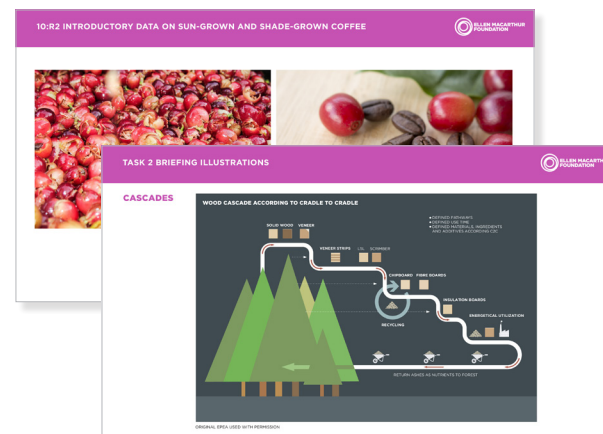 10:R2 INTRODUCTORY DATA ON SUN-GROWN AND SHADE-GROWN COFFEE
ELLEN MACARTHUR
FOUNDATION
TASK 2 BRIEFING ILLUSTRATIONS
ELLEN MACARTH
FOUNDATION
CASCADES
WOOD CASCADE ACCORDING TO CRADLE TO CRADLE
SOLID WOOD VENEER
DEFINED PATHWAYS
DEFINED USE TIME
DEFINED MATERIALS, INGREDIENTS
AND ADDITIVES ACCORDING C2C
VENEER STRIPS LSL SCRIMBER
CHIPBOARD FIBRE BOARDS
INSULATION BOARDS
ENERGETICAL UTILIZATION
RECYCLING
RETURN ASHES AS NUTRIENTS TO FOREST
ORIGINAL EPEA USED WITH PERMISSION